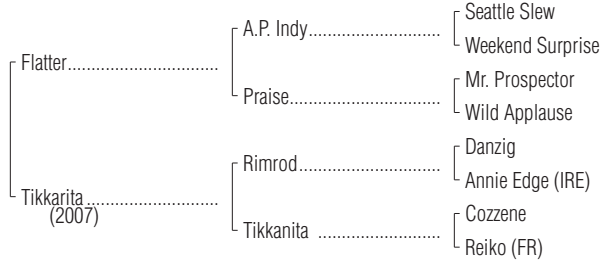 Seattle Slew
A.P. Indy
Weekend Surprise
Flatter
Mr. Prospector
Praise
Wild Applause
Danzig
Rimrod
Annie Edge (IRE)
Tikkarita
(2007)
Cozzene
Tikkanita
Reiko (FR)